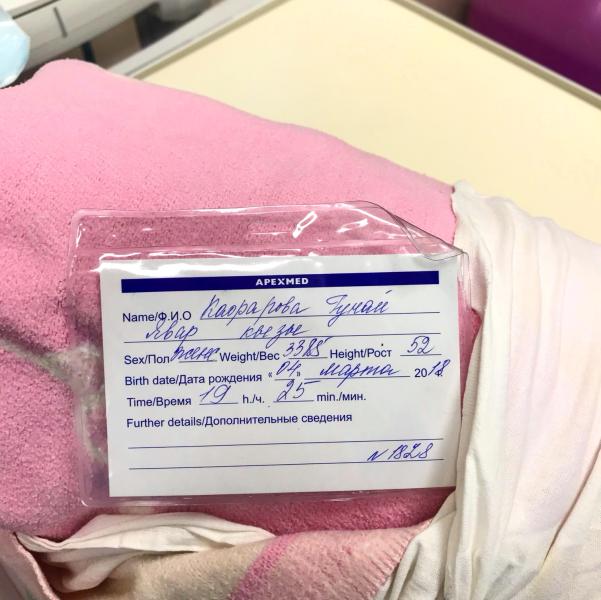 APEXMED
Name/Ф.И.О Кафарова Гунай
Явар кызы
Sex/Пол жен Weight/Вес 3385 Height/Рост 52
Birth date/Дата рождения «04» марта 2018
Time/Время 19 h./ч. 25 min./мин.
Further details/Дополнительные сведения
N 1828